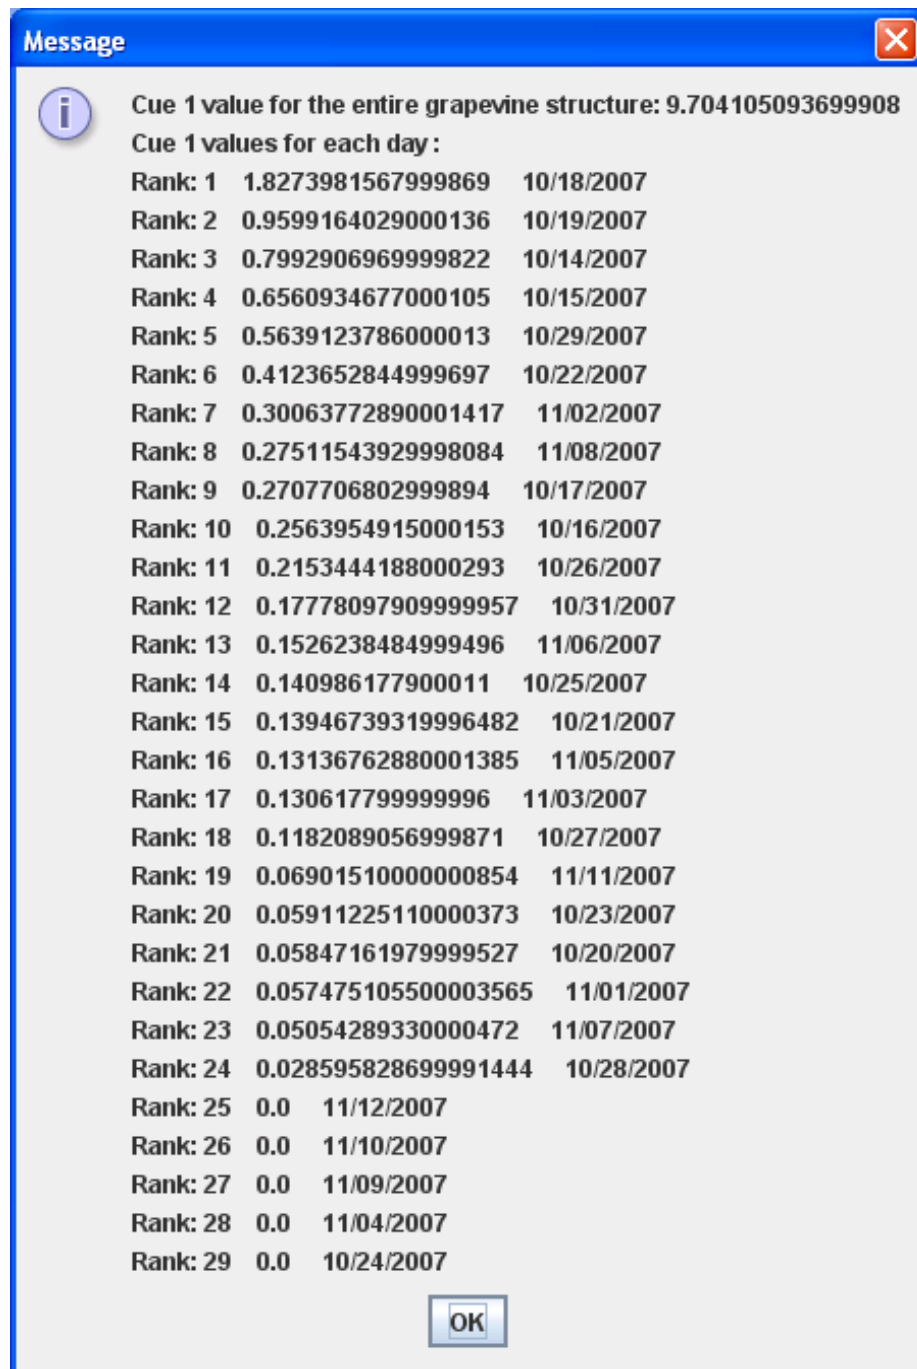 Message
Cue 1 value for the entire grapevine structure: 9.704105093699908
Cue 1 values for each day :
Rank: 1 1.8273981567999869 10/18/2007
Rank: 2 0.9599164029000136 10/19/2007
Rank: 3 0.7992906969999822 10/14/2007
Rank: 4 0.6560934677000105 10/15/2007
Rank: 5 0.56391237860000​13 10/29/2007
Rank: 6 0.4123652844999697 10/22/2007
Rank: 7 0.30063772890001417 11/02/2007
Rank: 8 0.27511543929998084 11/08/2007
Rank: 9 0.2707706802999894 10/17/2007
Rank: 10 0.2563954915000153 10/16/2007
Rank: 11 0.2153444188000293 10/26/2007
Rank: 12 0.17778097909999957 10/31/2007
Rank: 13 0.1526238484999496 11/06/2007
Rank: 14 0.140986177900011 10/25/2007
Rank: 15 0.13946739319996482 10/21/2007
Rank: 16 0.13136762880001385 11/05/2007
Rank: 17 0.130617799999996 11/03/2007
Rank: 18 0.1182089056999871 10/27/2007
Rank: 19 0.06901510000000854 11/11/2007
Rank: 20 0.05911225110000373 10/23/2007
Rank: 21 0.05847161979999527 10/20/2007
Rank: 22 0.057475105500003565 11/01/2007
Rank: 23 0.05054289330000472 11/07/2007
Rank: 24 0.028595828699991444 10/28/2007
Rank: 25 0.0 11/12/2007
Rank: 26 0.0 11/10/2007
Rank: 27 0.0 11/09/2007
Rank: 28 0.0 11/04/2007
Rank: 29 0.0 10/24/2007
OK